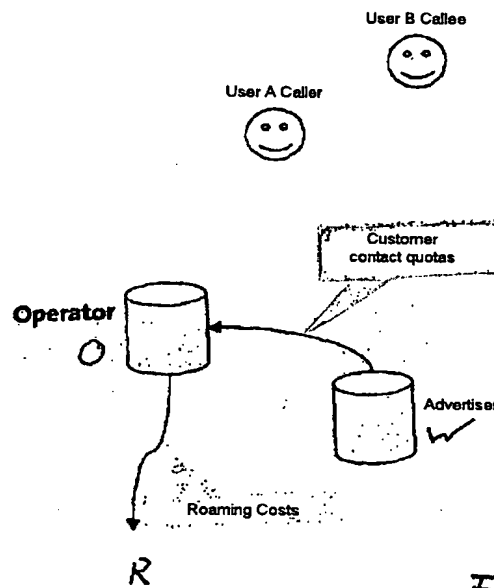 User B Callee
User A Caller
Customer
contact quotas
Operator
O
Advertiser
W
Roaming Costs
R